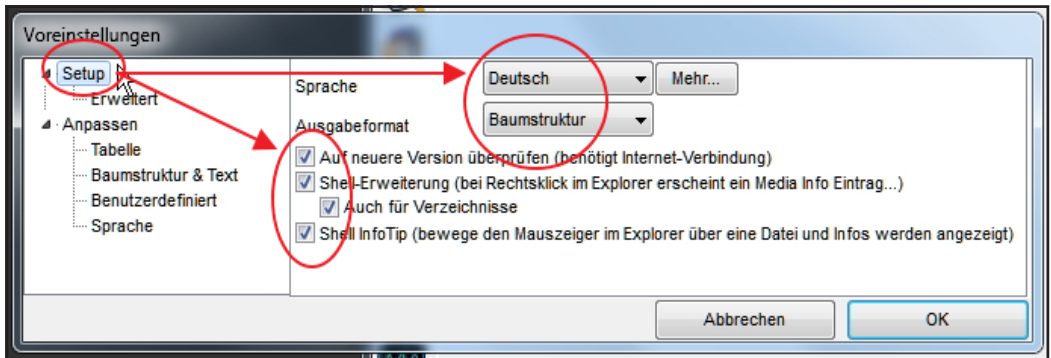 Voreinstellungen
Setup
Erweitert
Anpassen
Tabelle
Baumstruktur & Text
Benutzerdefiniert
Sprache
Sprache Deutsch Mehr...
Ausgabeformat Baumstruktur
Auf neuere Version überprüfen (benötigt Internet-Verbindung)
Shell-Erweiterung (bei Rechtsklick im Explorer erscheint ein Media Info Eintrag...)
Auch für Verzeichnisse
Shell InfoTip (bewege den Mauszeiger im Explorer über eine Datei und Infos werden angezeigt)
Abbrechen OK